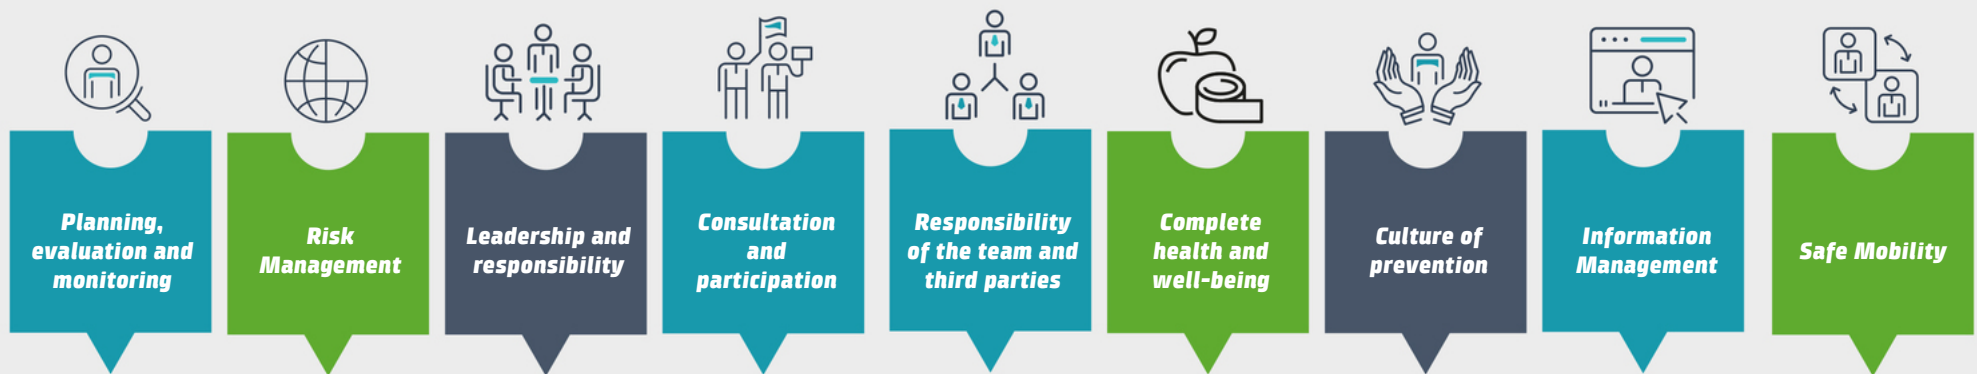 Planning,
evaluation and
monitoring
Risk
Management
Leadership and
responsibility
Consultation
and
participation
Responsibility
of the team and
third parties
Complete
health and
well-being
Culture of
prevention
Information
Management
Safe Mobility